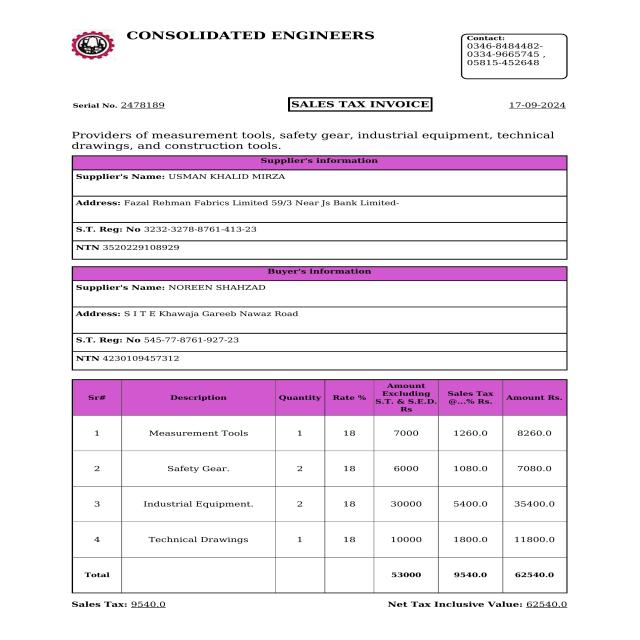 CONSOLIDATED ENGINEERS
Contact:
0346-8484482-
0334-9665745 ,
05815-452648
Serial No. 2478189 SALES TAX INVOICE 17-09-2024
Providers of measurement tools, safety gear, industrial equipment, technical
drawings, and construction tools.
Supplier's information
Supplier's Name: USMAN KHALID MIRZA
Address: Fazal Rehman Fabrics Limited 59/3 Near Js Bank Limited-
S.T. Reg: No 3232-3278-8761-413-23
NTN 3520229108929
Buyer's information
Supplier's Name: NOREEN SHAHZAD
Address: S I T E Khawaja Gareeb Nawaz Road
S.T. Reg: No 545-77-8761-927-23
NTN 4230109457312
Sr# Description Quantity Rate % Amount Excluding S.T. & S.E.D. Rs Sales Tax @...% Rs. Amount Rs.
1 Measurement Tools 1 18 7000 1260.0 8260.0
2 Safety Gear. 2 18 6000 1080.0 7080.0
3 Industrial Equipment. 2 18 30000 5400.0 35400.0
4 Technical Drawings 1 18 10000 1800.0 11800.0
Total 53000 9540.0 62540.0
Sales Tax: 9540.0 Net Tax Inclusive Value: 62540.0